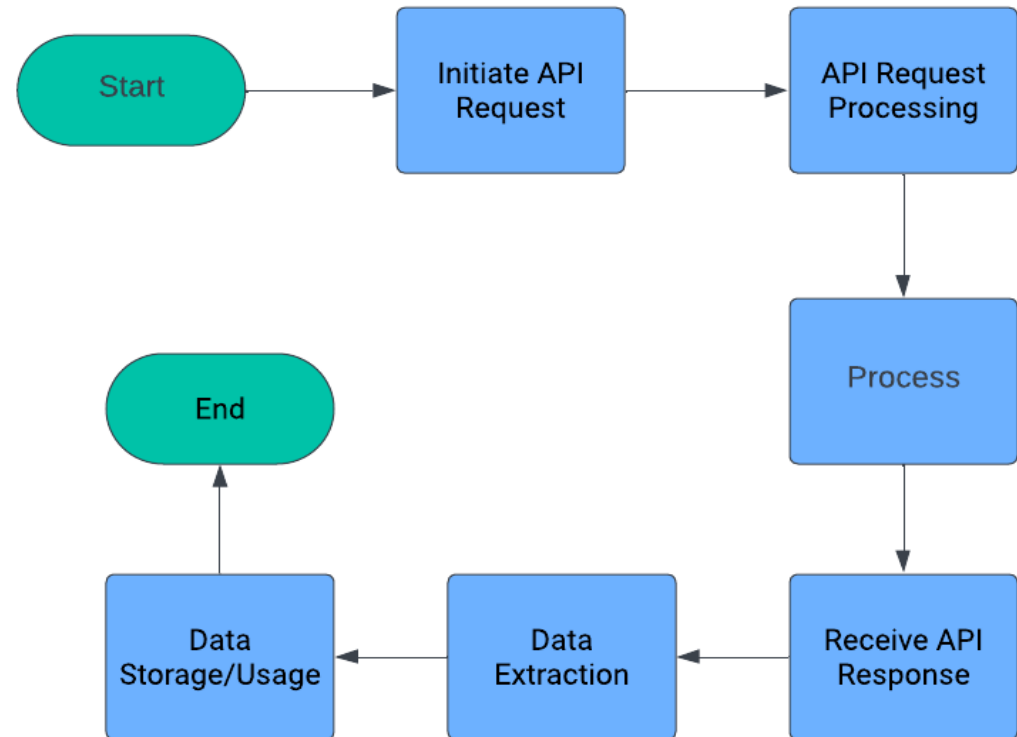 Start
Initiate API
Request
API Request
Processing
Process
End
Data
Storage/Usage
Data
Extraction
Receive API
Response